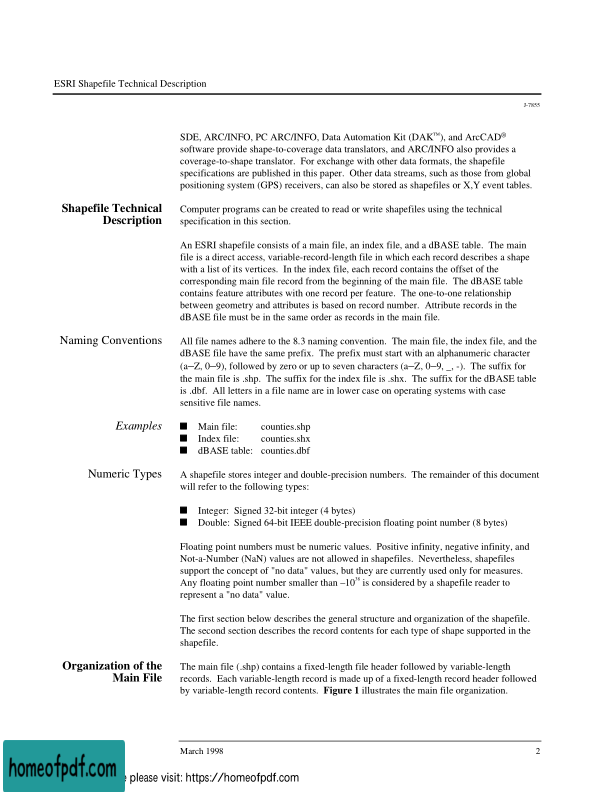 ESRI Shapefile Technical Description
J-7855
SDE, ARC/INFO, PC ARC/INFO, Data Automation Kit (DAK™), and ArcCAD®
software provide shape-to-coverage data translators, and ARC/INFO also provides a
coverage-to-shape translator. For exchange with other data formats, the shapefile
specifications are published in this paper. Other data streams, such as those from global
positioning system (GPS) receivers, can also be stored as shapefiles or X,Y event tables.
Shapefile Technical
Description
Computer programs can be created to read or write shapefiles using the technical
specification in this section.
An ESRI shapefile consists of a main file, an index file, and a dBASE table. The main
file is a direct access, variable-record-length file in which each record describes a shape
with a list of its vertices. In the index file, each record contains the offset of the
corresponding main file record from the beginning of the main file. The dBASE table
contains feature attributes with one record per feature. The one-to-one relationship
between geometry and attributes is based on record number. Attribute records in the
dBASE file must be in the same order as records in the main file.
Naming Conventions
All file names adhere to the 8.3 naming convention. The main file, the index file, and the
dBASE file have the same prefix. The prefix must start with an alphanumeric character
(a–Z, 0–9), followed by zero or up to seven characters (a–Z, 0–9, _, -). The suffix for
the main file is .shp. The suffix for the index file is .shx. The suffix for the dBASE table
is .dbf. All letters in a file name are in lower case on operating systems with case
sensitive file names.
Examples
■ Main file: counties.shp
■ Index file: counties.shx
■ dBASE table: counties.dbf
Numeric Types
A shapefile stores integer and double-precision numbers. The remainder of this document
will refer to the following types:
■ Integer: Signed 32-bit integer (4 bytes)
■ Double: Signed 64-bit IEEE double-precision floating point number (8 bytes)
Floating point numbers must be numeric values. Positive infinity, negative infinity, and
Not-a-Number (NaN) values are not allowed in shapefiles. Nevertheless, shapefiles
support the concept of "no data" values, but they are currently used only for measures.
Any floating point number smaller than –10³⁸ is considered by a shapefile reader to
represent a "no data" value.
The first section below describes the general structure and organization of the shapefile.
The second section describes the record contents for each type of shape supported in the
shapefile.
Organization of the
Main File
The main file (.shp) contains a fixed-length file header followed by variable-length
records. Each variable-length record is made up of a fixed-length record header followed
by variable-length record contents. Figure 1 illustrates the main file organization.
March 1998 2
homeofpdf.com
please visit: https://homeofpdf.com